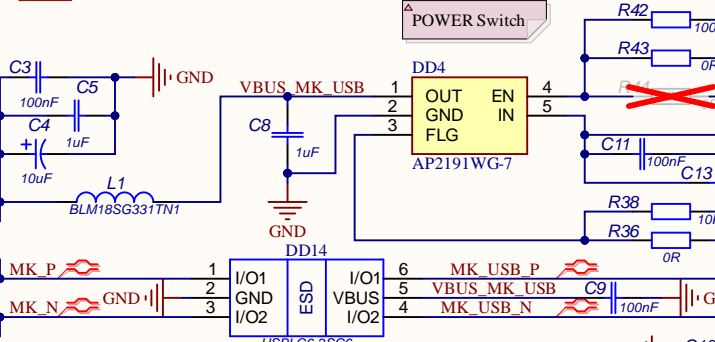 POWER Switch
R42
100
R43
0R
R44
C3
100nF
GND
C5
1uF
C4
+
10uF
VBUS_MK_USB
C8
1uF
GND
DD4
1 OUT EN 4
2 GND IN 5
3 FLG
AP2191WG-7
C11
100nF
C13
L1
BLM18SG331TN1
R38
10
R36
0R
DD14
MK_P 1 I/O1 I/O1 6 MK_USB_P
GND 2 GND ESD VBUS 5 VBUS_MK_USB C9 100nF G
MK_N 3 I/O2 I/O2 4 MK_USB_N